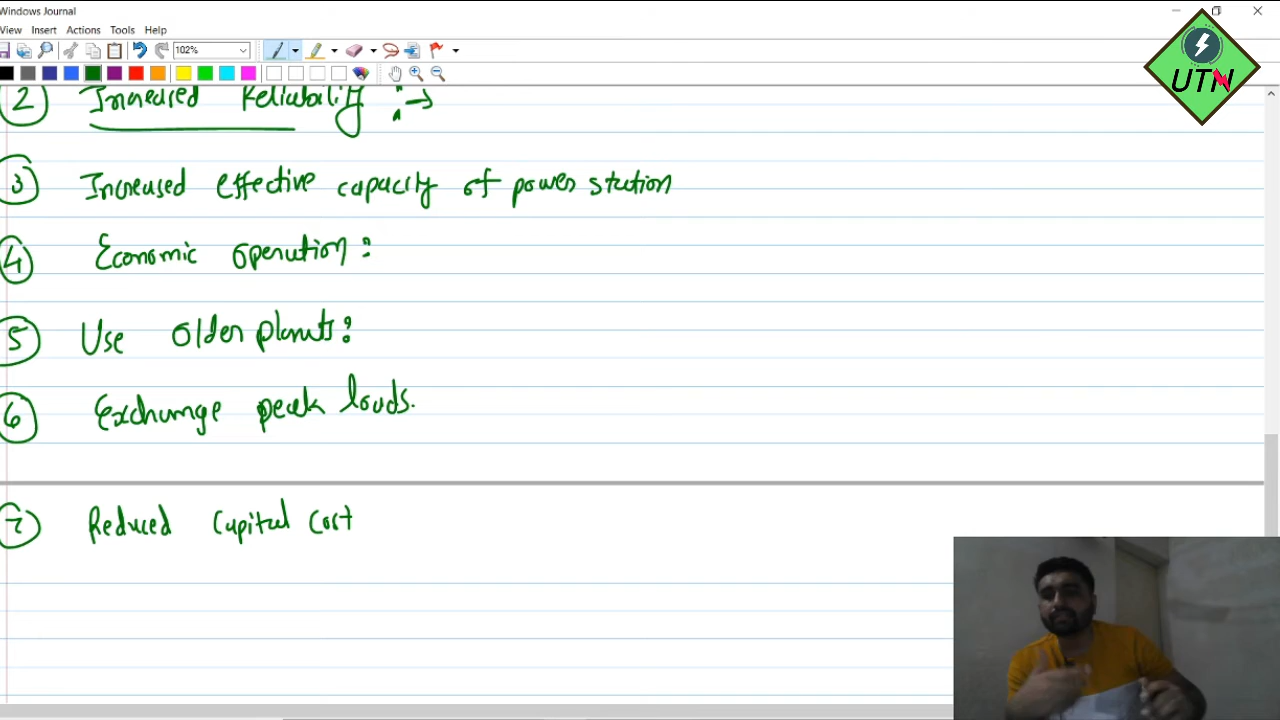 Windows Journal
View Insert Actions Tools Help
102%
UTN
2 Increased Reliability :→
3 Increased effective capacity of power station
4 Economic operation :
5 Use older plants :
6 Exchange peak loads.
7 Reduced Capital Cost